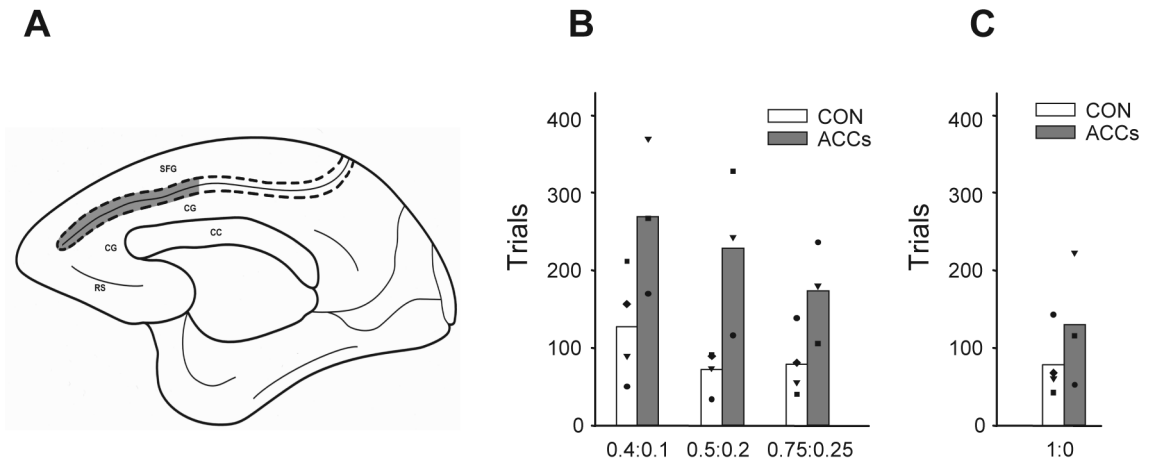 A
B
C
SFG
CG
CG
CC
RS
Trials
400
300
200
100
0
CON
ACCs
0.4:0.1 0.5:0.2 0.75:0.25
Trials
400
300
200
100
0
CON
ACCs
1:0